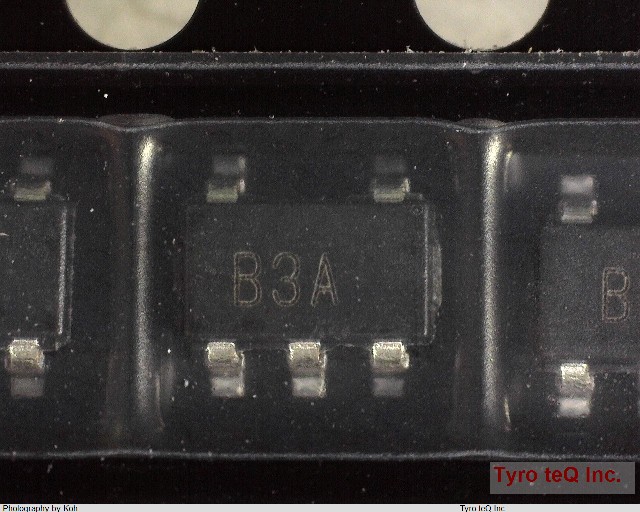 B3A
B
Tyro teQ Inc.
Photography by Koh
Tyro teQ Inc